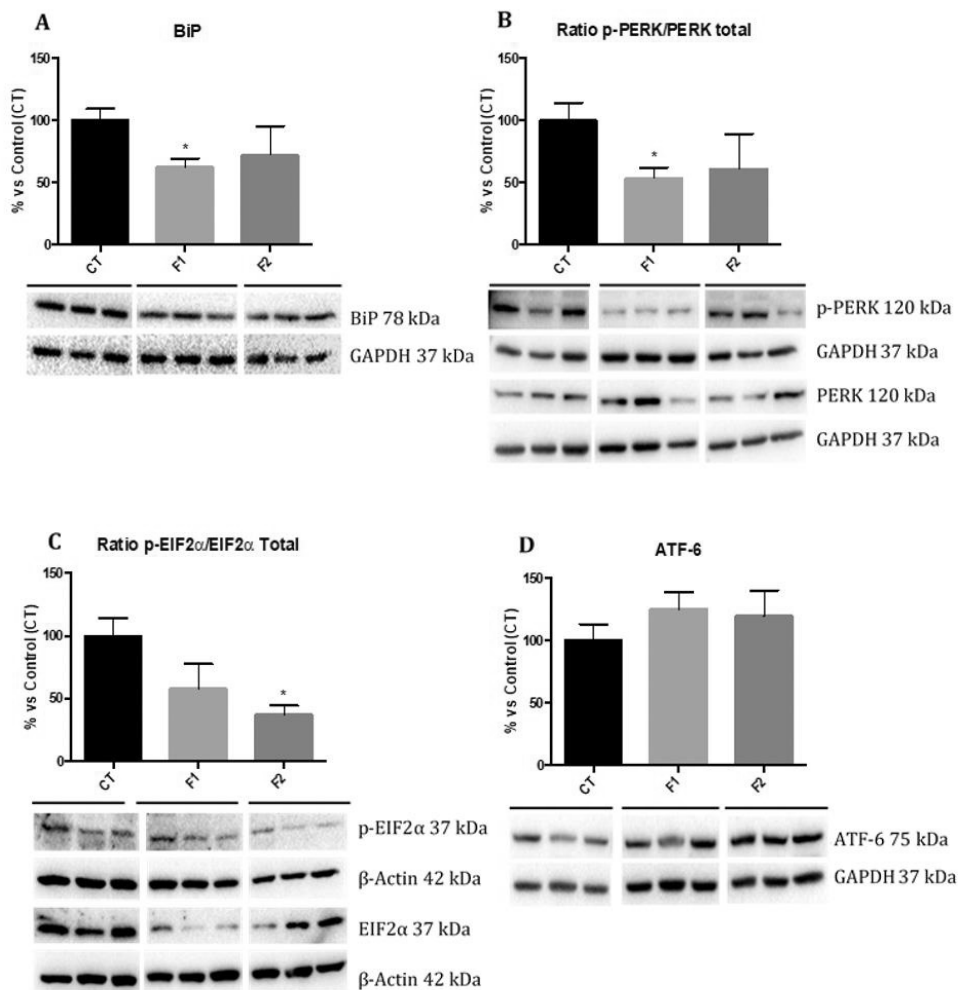 A
BiP
% vs Control (CT)
150
100
50
0
*
CT
F1
F2
BiP 78 kDa
GAPDH 37 kDa
B
Ratio p-PERK/PERK total
% vs Control (CT)
150
100
50
0
*
CT
F1
F2
p-PERK 120 kDa
GAPDH 37 kDa
PERK 120 kDa
GAPDH 37 kDa
C
Ratio p-EIF2α/EIF2α Total
% vs Control (CT)
150
100
50
0
*
CT
F1
F2
p-EIF2α 37 kDa
β-Actin 42 kDa
EIF2α 37 kDa
β-Actin 42 kDa
D
ATF-6
% vs Control (CT)
150
100
50
0
CT
F1
F2
ATF-6 75 kDa
GAPDH 37 kDa